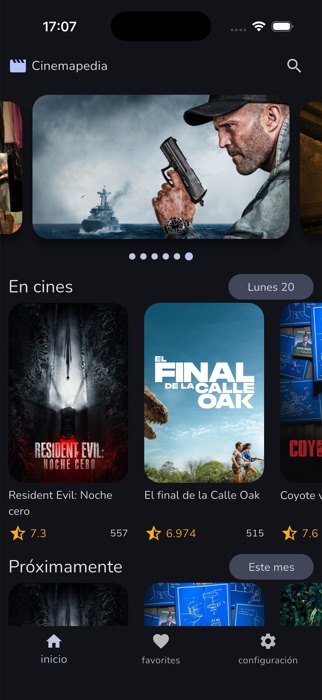 17:07
Cinemapedia
En cines
Lunes 20
RESIDENT EVIL:
NOCHE CERO
EL
FINAL
DE LA CALLE
OAK
Resident Evil: Noche
cero
El final de la Calle Oak
Coyote v
7.3
557
6.974
515
7.6
Próximamente
Este mes
inicio
favorites
configuración